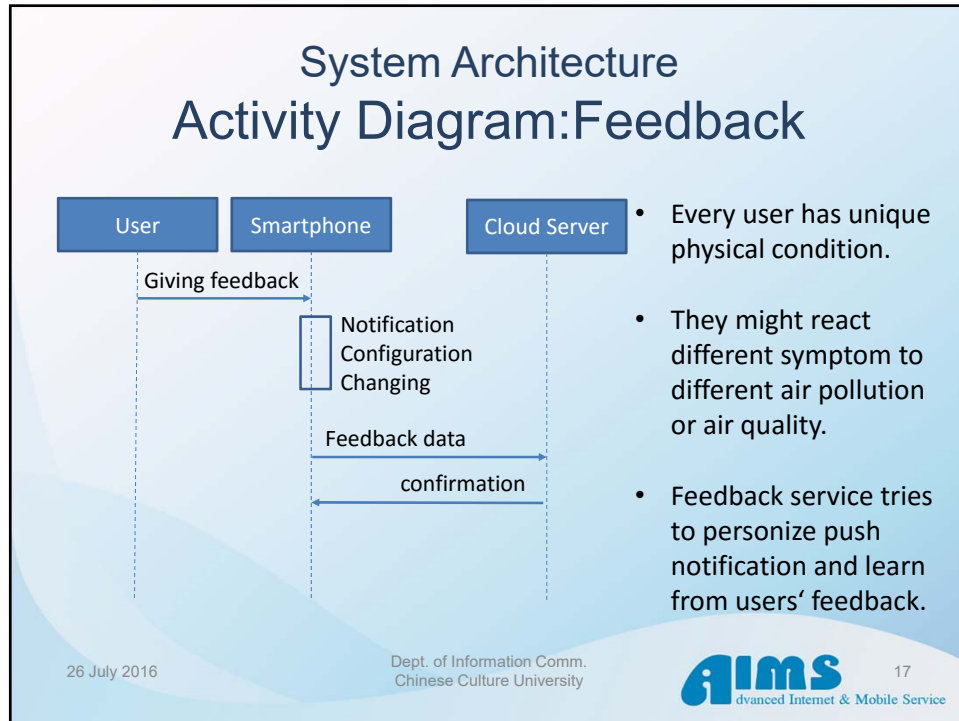 System Architecture
Activity Diagram:Feedback
User
Smartphone
Cloud Server
Giving feedback
Notification
Configuration
Changing
Feedback data
confirmation
• Every user has unique
physical condition.
• They might react
different symptom to
different air pollution
or air quality.
• Feedback service tries
to personize push
notification and learn
from users‘ feedback.
26 July 2016
Dept. of Information Comm.
Chinese Culture University
AIMS
dvanced Internet & Mobile Service
17